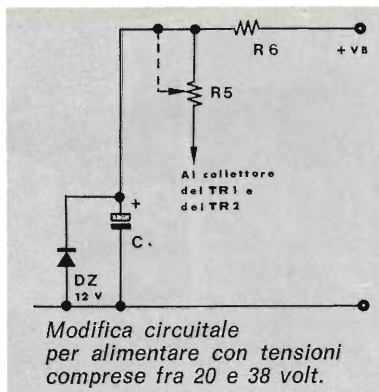 R6
+ VB
R5
Al collettore
del TR1 e
del TR2
+
C.
DZ
12 V
Modifica circuitale
per alimentare con tensioni
comprese fra 20 e 38 volt.